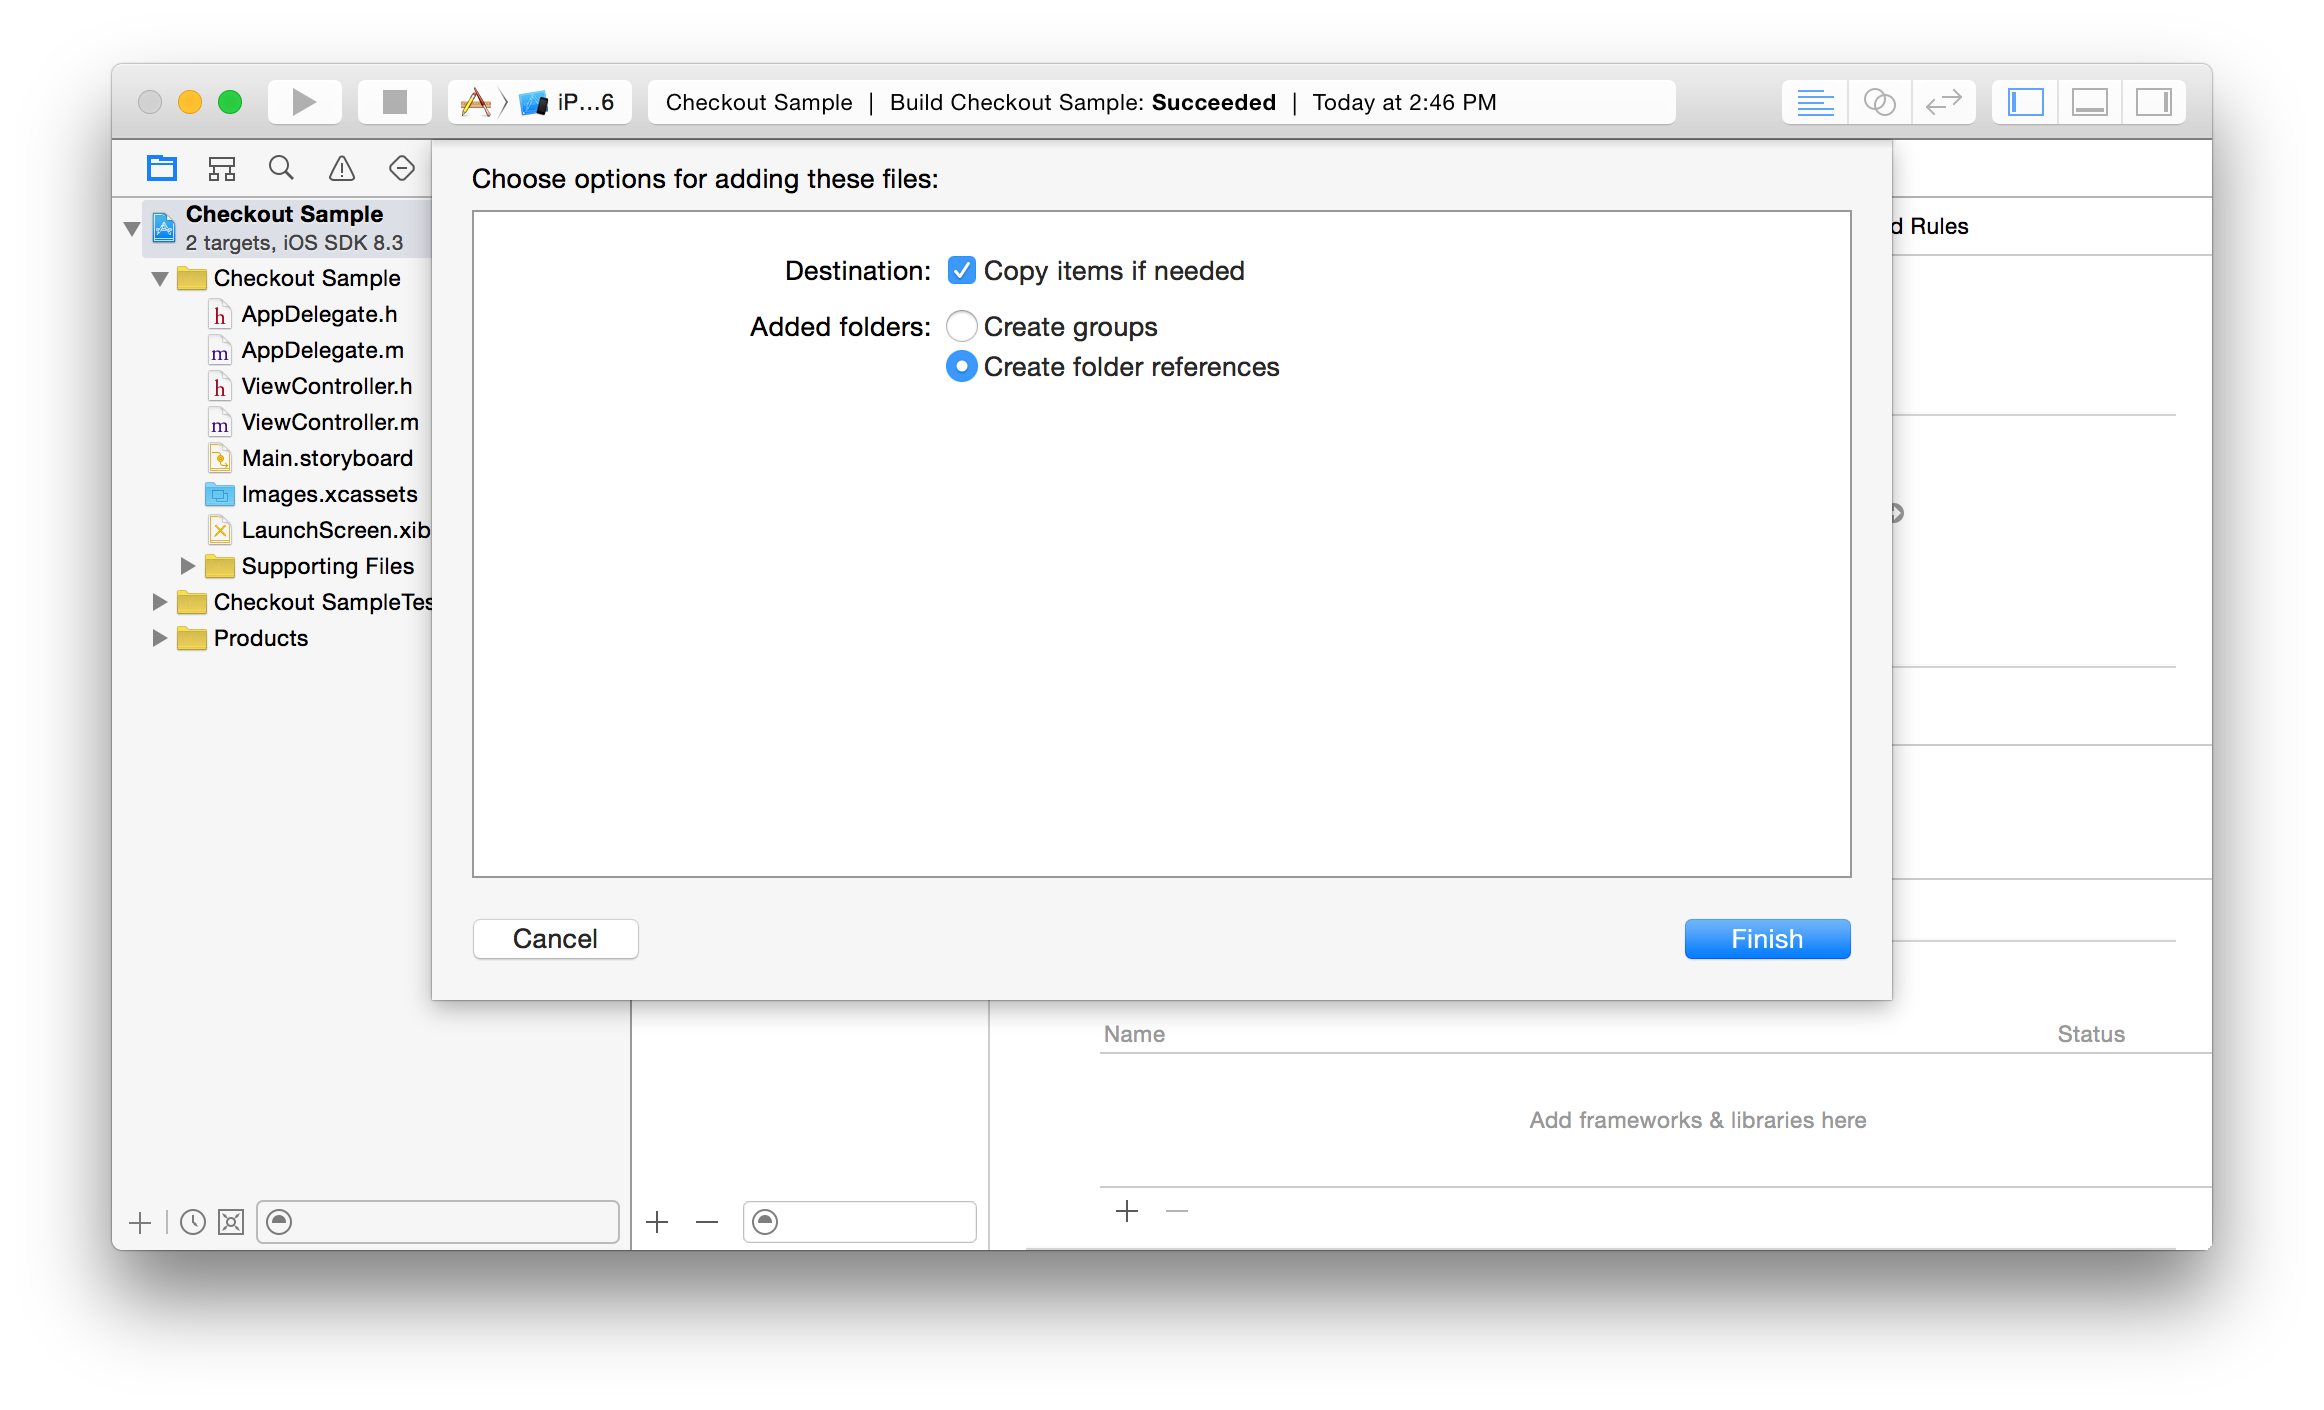 iP...6
Checkout Sample | Build Checkout Sample: Succeeded | Today at 2:46 PM
Choose options for adding these files:
Checkout Sample
2 targets, iOS SDK 8.3
d Rules
Checkout Sample
AppDelegate.h
AppDelegate.m
ViewController.h
ViewController.m
Main.storyboard
Images.xcassets
LaunchScreen.xib
Supporting Files
Checkout SampleTes
Products
Destination: Copy items if needed
Added folders: Create groups
Create folder references
Cancel
Finish
Name Status
Add frameworks & libraries here